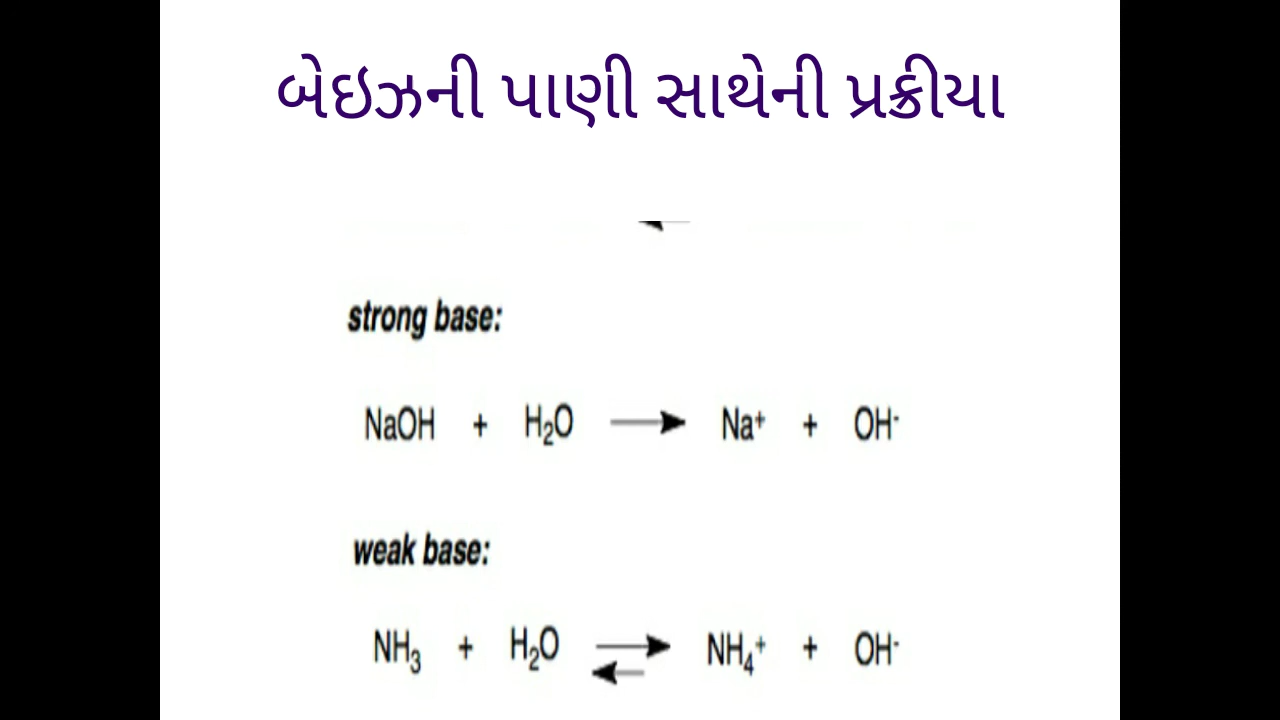 બેઇઝની પાણી સાથેની પ્રક્રીયા
strong base:
NaOH + H₂O → Na⁺ + OH⁻
weak base:
NH₃ + H₂O ⇌ NH₄⁺ + OH⁻